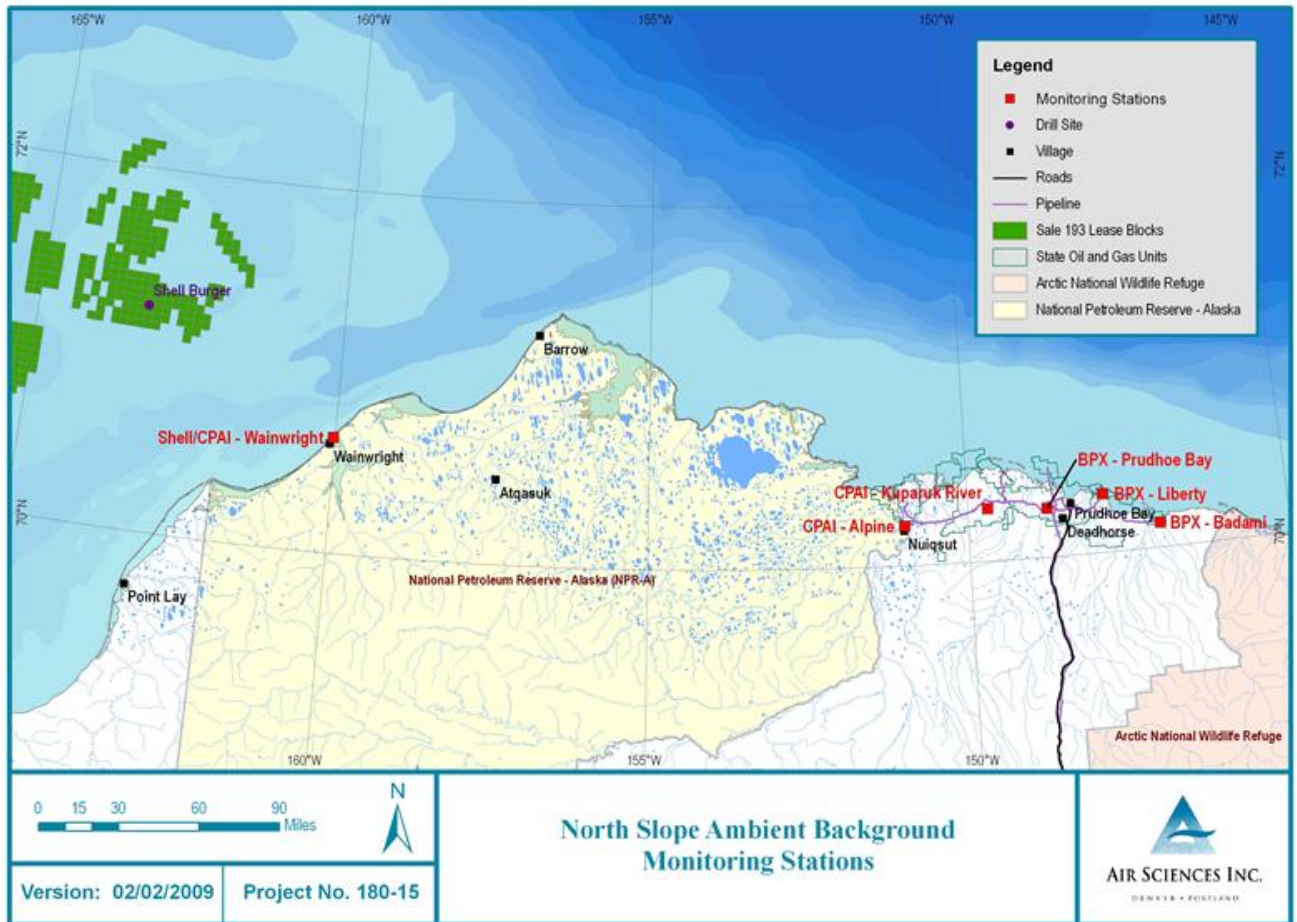 165°W
160°W
155°W
150°W
145°W
72°N
72°N
Legend
Monitoring Stations
Drill Site
Village
Roads
Pipeline
Sale 193 Lease Blocks
State Oil and Gas Units
Arctic National Wildlife Refuge
National Petroleum Reserve - Alaska
Shell Burger
Barrow
Shell/CPAI - Wainwright
Wainwright
Atqasuk
BPX - Prudhoe Bay
CPAI - Kuparuk River
BPX - Liberty
Prudhoe Bay
CPAI - Alpine
BPX - Badami
Deadhorse
Nuiqsut
70°N
70°N
National Petroleum Reserve - Alaska (NPR-A)
Point Lay
Arctic National Wildlife Refuge
160°W
155°W
150°W
0 15 30 60 90
Miles
N
North Slope Ambient Background
Monitoring Stations
AIR SCIENCES INC.
DENVER • PORTLAND
Version: 02/02/2009
Project No. 180-15